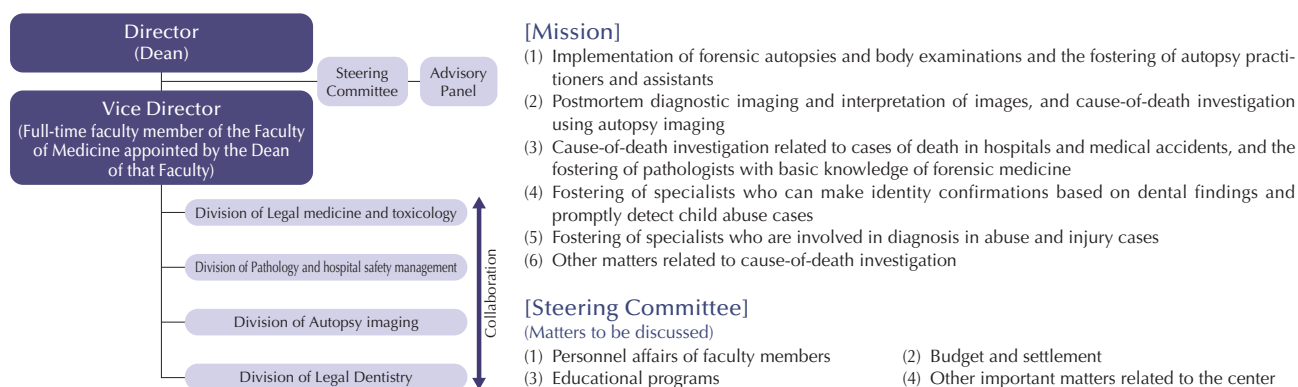 Director
(Dean)
Steering
Committee
Advisory
Panel
Vice Director
(Full-time faculty member of the Faculty
of Medicine appointed by the Dean
of that Faculty)
Division of Legal medicine and toxicology
Division of Pathology and hospital safety management
Division of Autopsy imaging
Division of Legal Dentistry
Collaboration
[Mission]
(1) Implementation of forensic autopsies and body examinations and the fostering of autopsy practi-
tioners and assistants
(2) Postmortem diagnostic imaging and interpretation of images, and cause-of-death investigation
using autopsy imaging
(3) Cause-of-death investigation related to cases of death in hospitals and medical accidents, and the
fostering of pathologists with basic knowledge of forensic medicine
(4) Fostering of specialists who can make identity confirmations based on dental findings and
promptly detect child abuse cases
(5) Fostering of specialists who are involved in diagnosis in abuse and injury cases
(6) Other matters related to cause-of-death investigation
[Steering Committee]
(Matters to be discussed)
(1) Personnel affairs of faculty members (2) Budget and settlement
(3) Educational programs (4) Other important matters related to the center